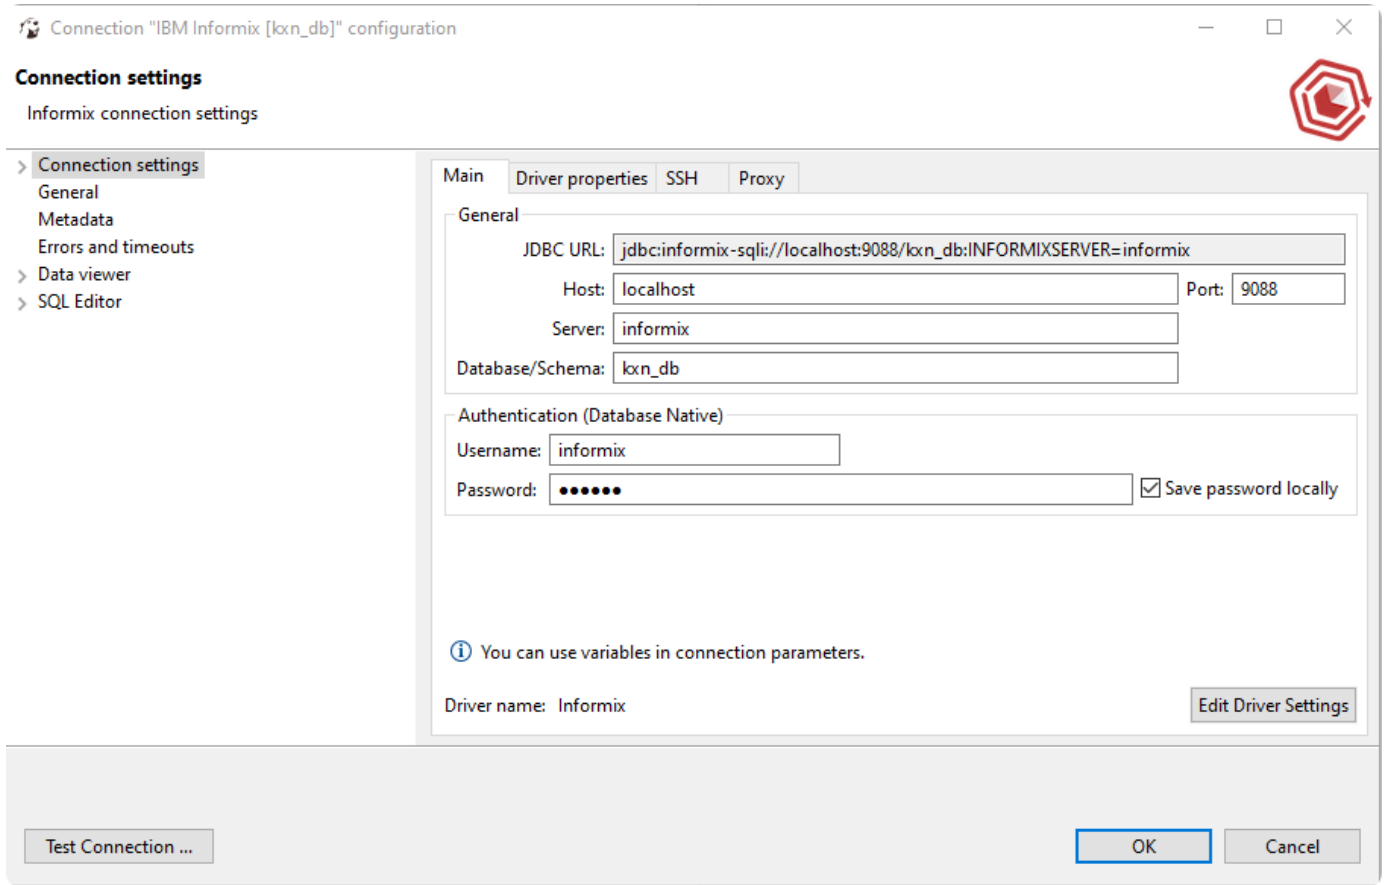 Connection "IBM Informix [kxn_db]" configuration
Connection settings
Informix connection settings
Connection settings
General
Metadata
Errors and timeouts
Data viewer
SQL Editor
Main Driver properties SSH Proxy
General
JDBC URL: jdbc:informix-sqli://localhost:9088/kxn_db:INFORMIXSERVER=informix
Host: localhost Port: 9088
Server: informix
Database/Schema: kxn_db
Authentication (Database Native)
Username: informix
Password: ●●●●●● Save password locally
You can use variables in connection parameters.
Driver name: Informix Edit Driver Settings
Test Connection ... OK Cancel